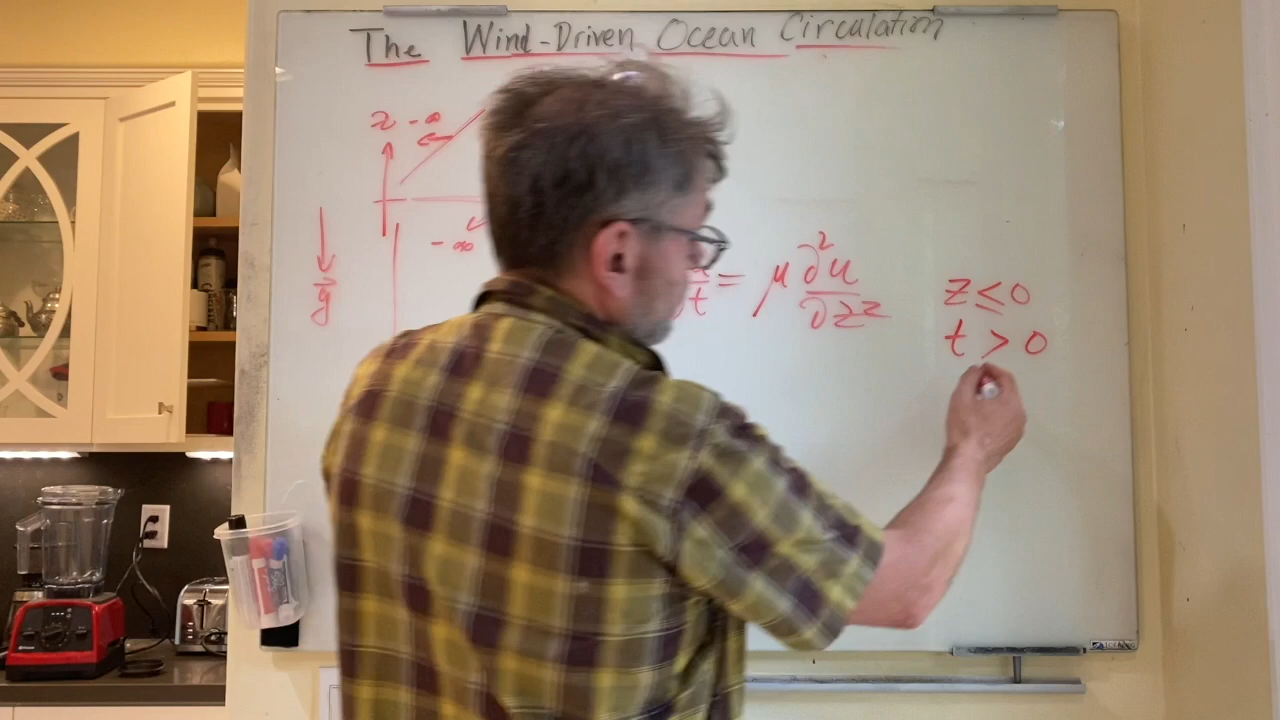 The Wind-Driven Ocean Circulation
z -∞
-∞
g
t = μ ∂²u
∂z²
z ≤ 0
t > 0